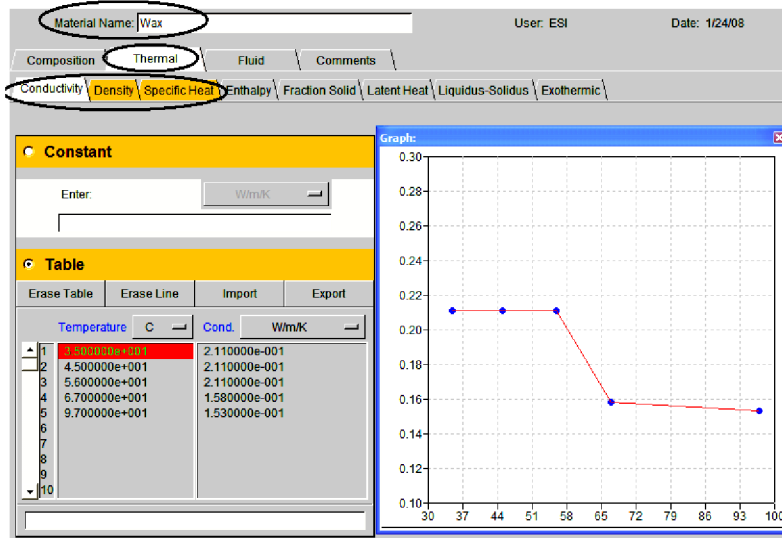 Material Name: Wax User: ESI Date: 1/24/08
Composition Thermal Fluid Comments
Conductivity Density Specific Heat Enthalpy Fraction Solid Latent Heat Liquidus-Solidus Exothermic
Graph:
Constant
Enter: W/m/K
Table
Erase Table Erase Line Import Export
Temperature C Cond. W/m/K
1 3.500000e+001 2.110000e-001
2 4.500000e+001 2.110000e-001
3 5.600000e+001 2.110000e-001
4 6.700000e+001 1.580000e-001
5 9.700000e+001 1.530000e-001
6
7
8
9
10
0.30
0.28
0.26
0.24
0.22
0.20
0.18
0.16
0.14
0.12
0.10
30 37 44 51 58 65 72 79 86 93 100